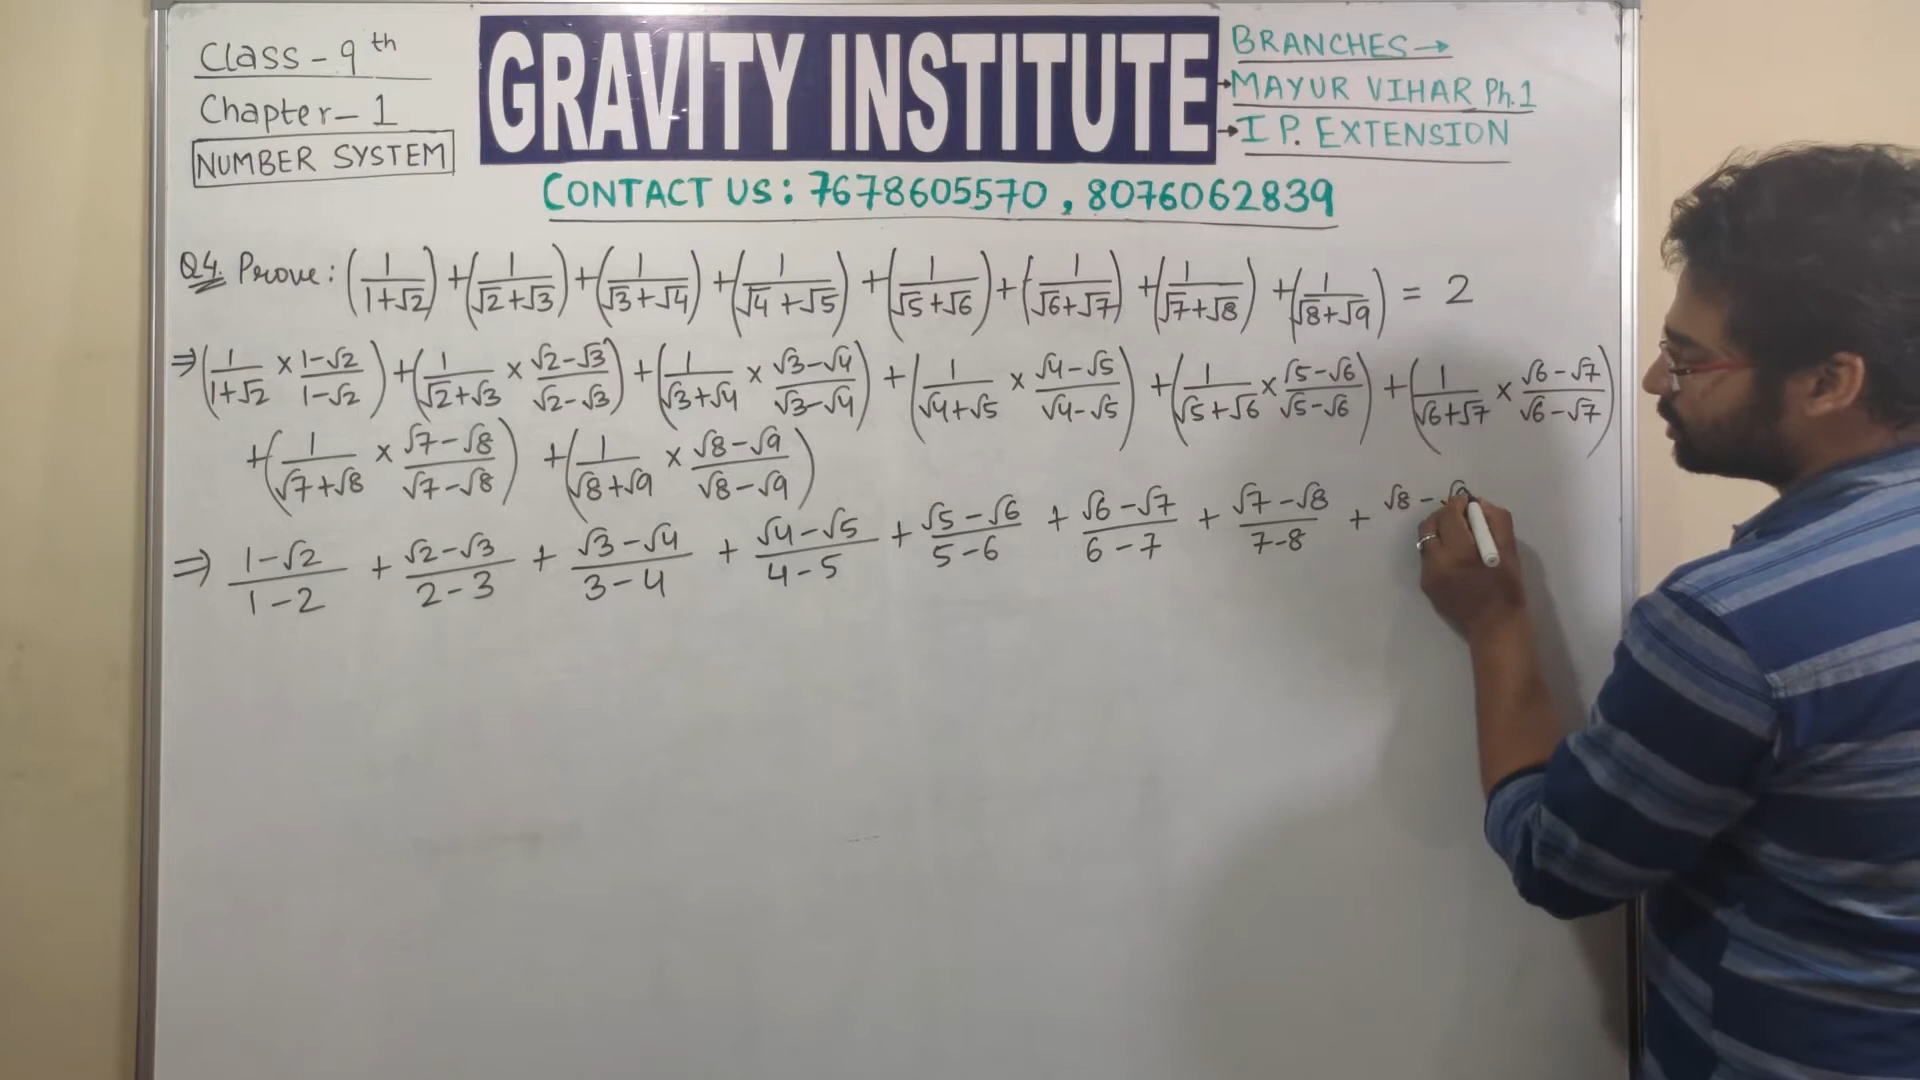 Class - 9th
Chapter - 1
NUMBER SYSTEM
GRAVITY INSTITUTE
BRANCHES →
→ MAYUR VIHAR Ph.1
→ I P. EXTENSION
CONTACT US : 7678605570 , 8076062839
Q4. Prove : (1/(1+√2)) + (1/(√2+√3)) + (1/(√3+√4)) + (1/(√4+√5)) + (1/(√5+√6)) + (1/(√6+√7)) + (1/(√7+√8)) + (1/(√8+√9)) = 2
⇒ (1/(1+√2) × (1-√2)/(1-√2)) + (1/(√2+√3) × (√2-√3)/(√2-√3)) + (1/(√3+√4) × (√3-√4)/(√3-√4)) + (1/(√4+√5) × (√4-√5)/(√4-√5)) + (1/(√5+√6) × (√5-√6)/(√5-√6)) + (1/(√6+√7) × (√6-√7)/(√6-√7))
+ (1/(√7+√8) × (√7-√8)/(√7-√8)) + (1/(√8+√9) × (√8-√9)/(√8-√9))
⇒ (1-√2)/(1-2) + (√2-√3)/(2-3) + (√3-√4)/(3-4) + (√4-√5)/(4-5) + (√5-√6)/(5-6) + (√6-√7)/(6-7) + (√7-√8)/(7-8) + √8-√9